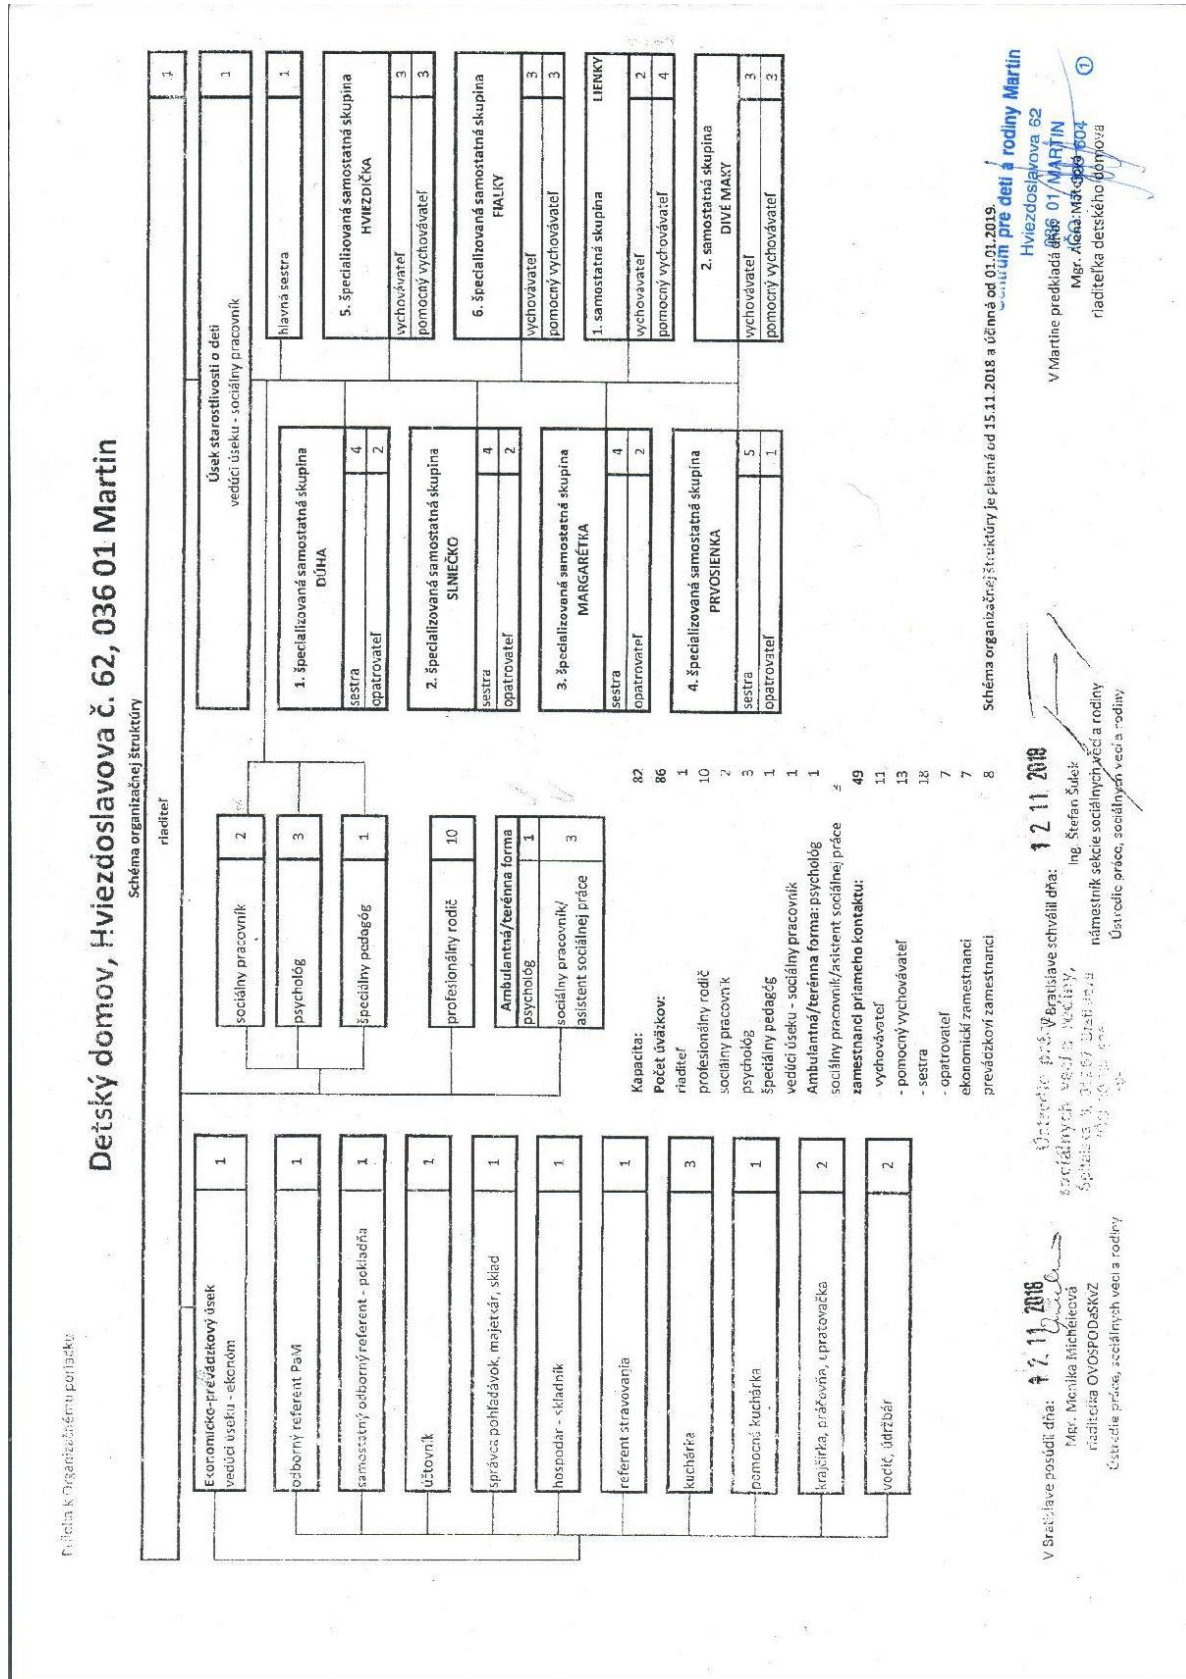 Detský domov, Hviezdoslavova č. 62, 036 01 Martin
Schéma organizačnej štruktúry
riaditeľ 1
Ekonomicko-prevádzkový úsek
vedúci úseku - ekonóm 1
odborný referent PaM 1
samostatný odborný referent - pokladňa 1
účtovník 1
správca pohľadávok, majetkár, sklad 1
hospodár - skladník 1
referent stravovania 1
kuchárka 3
pomocná kuchárka 1
krajčírka, práčovňa, upratovačka 2
vodič, údržbár 2
sociálny pracovník 2
psychológ 3
špeciálny pedagóg 1
profesionálny rodič 10
Ambulantná/terénna forma
psychológ 1
sociálny pracovník/
asistent sociálnej práce 3
Kapacita: 82
Počet úväzkov: 86
riaditeľ 1
profesionálny rodič 10
sociálny pracovník 2
psychológ 3
špeciálny pedagóg 1
vedúci úseku - sociálny pracovník 1
Ambulantná/terénna forma: psychológ 1
sociálny pracovník/asistent sociálnej práce 3
zamestnanci priameho kontaktu: 49
- vychovávateľ 11
- pomocný vychovávateľ 13
- sestra 18
- opatrovateľ 7
ekonomickí zamestnanci 7
prevádzkoví zamestnanci 8
Úsek starostlivosti o deti
vedúci úseku - sociálny pracovník 1
hlavná sestra 1
1. špecializovaná samostatná skupina
DÚHA
sestra 4
opatrovateľ 2
2. špecializovaná samostatná skupina
SLNIEČKO
sestra 4
opatrovateľ 2
3. špecializovaná samostatná skupina
MARGARÉTKA
sestra 4
opatrovateľ 2
4. špecializovaná samostatná skupina
PRVOSIENKA
sestra 5
opatrovateľ 1
5. špecializovaná samostatná skupina
HVIEZDIČKA
vychovávateľ 3
pomocný vychovávateľ 3
6. špecializovaná samostatná skupina
FIALKY
vychovávateľ 3
pomocný vychovávateľ 3
1. samostatná skupina LIENKY
vychovávateľ 2
pomocný vychovávateľ 4
2. samostatná skupina
DIVÉ MAKY
vychovávateľ 3
pomocný vychovávateľ 3
Schéma organizačnej štruktúry je platná od 15.11.2018 a účinná od 01.01.2019.
V Bratislave posúdil dňa: 2018
Mgr. Monika
riaditeľka OVOSPODaSKVZ
Ústredie práce, sociálnych vecí a rodiny
V Bratislave schválil dňa: 12 11 2018
Ing. Štefan Šulek
námestník sekcie sociálnych vecí a rodiny
Ústredie práce, sociálnych vecí a rodiny
Centrum pre deti a rodiny Martin
Hviezdoslavova 62
036 01 MARTIN
V Martine predkladá dňa:
Mgr. Alena
riaditeľka detského domova
1